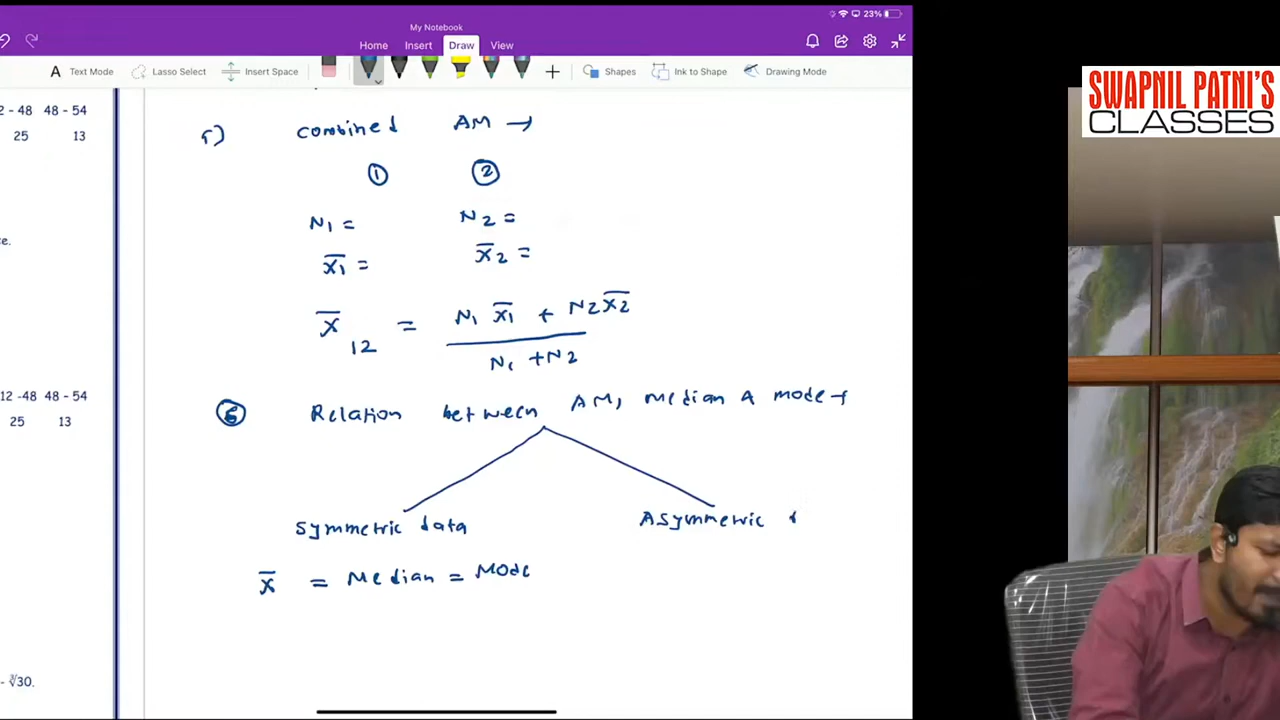 23%
My Notebook
Home Insert Draw View
Text Mode Lasso Select Insert Space Shapes Ink to Shape Drawing Mode
SWAPNIL PATNI'S
CLASSES
2 - 48 48 - 54
25 13
5) combined AM →
① ②
N1 = N2 =
x̅1 = x̅2 =
x̅12 = N1 x̅1 + N2 x̅2
N1 + N2
12 - 48 48 - 54
25 13
⑥ Relation between AM, Median & mode →
Symmetric data Asymmetric
x̅ = Median = Mode
ce.
- ∛30.